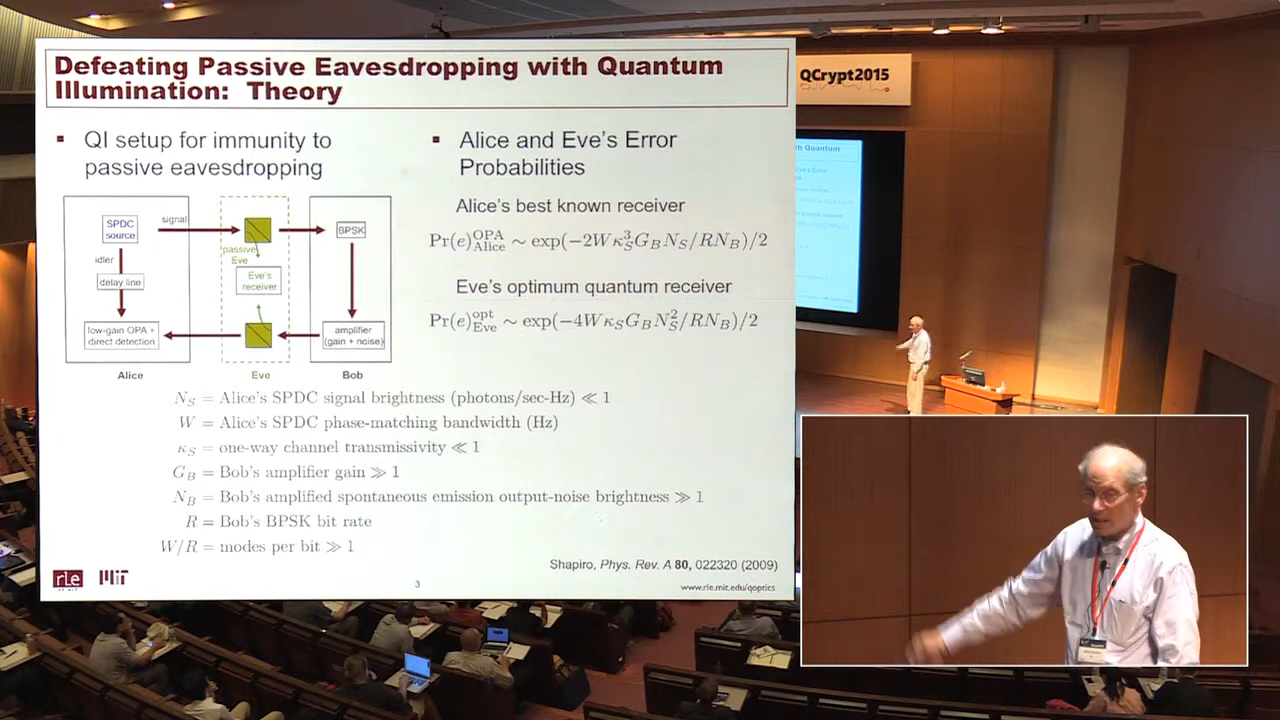 Defeating Passive Eavesdropping with Quantum
Illumination: Theory
QCrypt2015
▪ QI setup for immunity to
passive eavesdropping
▪ Alice and Eve's Error
Probabilities
SPDC
source
signal
BPSK
idler
passive
Eve
delay line
Eve's
receiver
low-gain OPA +
direct detection
amplifier
(gain + noise)
Alice
Eve
Bob
Alice's best known receiver
Pr(e)^OPA_Alice ∼ exp(−2Wκ_S^3 G_B N_S/RN_B)/2
Eve's optimum quantum receiver
Pr(e)^opt_Eve ∼ exp(−4Wκ_S G_B N_S^2/RN_B)/2
N_S = Alice's SPDC signal brightness (photons/sec-Hz) ≪ 1
W = Alice's SPDC phase-matching bandwidth (Hz)
κ_S = one-way channel transmissivity ≪ 1
G_B = Bob's amplifier gain ≫ 1
N_B = Bob's amplified spontaneous emission output-noise brightness ≫ 1
R = Bob's BPSK bit rate
W/R = modes per bit ≫ 1
Shapiro, Phys. Rev. A 80, 022320 (2009)
rle
MIT
3
www.rle.mit.edu/qoptics